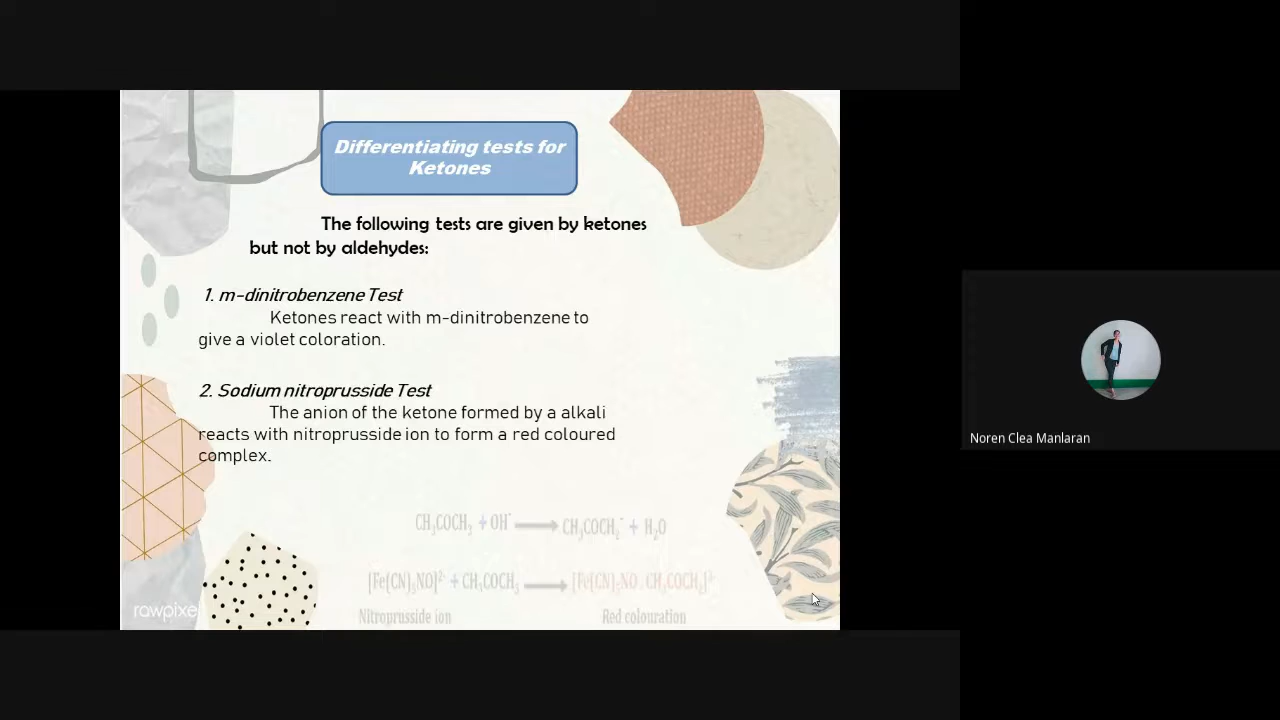 Differentiating tests for
Ketones
The following tests are given by ketones
but not by aldehydes:
1. m-dinitrobenzene Test
Ketones react with m-dinitrobenzene to
give a violet coloration.
2. Sodium nitroprusside Test
The anion of the ketone formed by a alkali
reacts with nitroprusside ion to form a red coloured
complex.
CH₃COCH₃ + OH⁻ ⟶ CH₃COCH₂⁻ + H₂O
[Fe(CN)₅NO]²⁻ + CH₃COCH₃ ⟶ [Fe(CN)₅NO . CH₃COCH₂]³⁻
Nitroprusside ion Red colouration
rawpixe
Noren Clea Manlaran